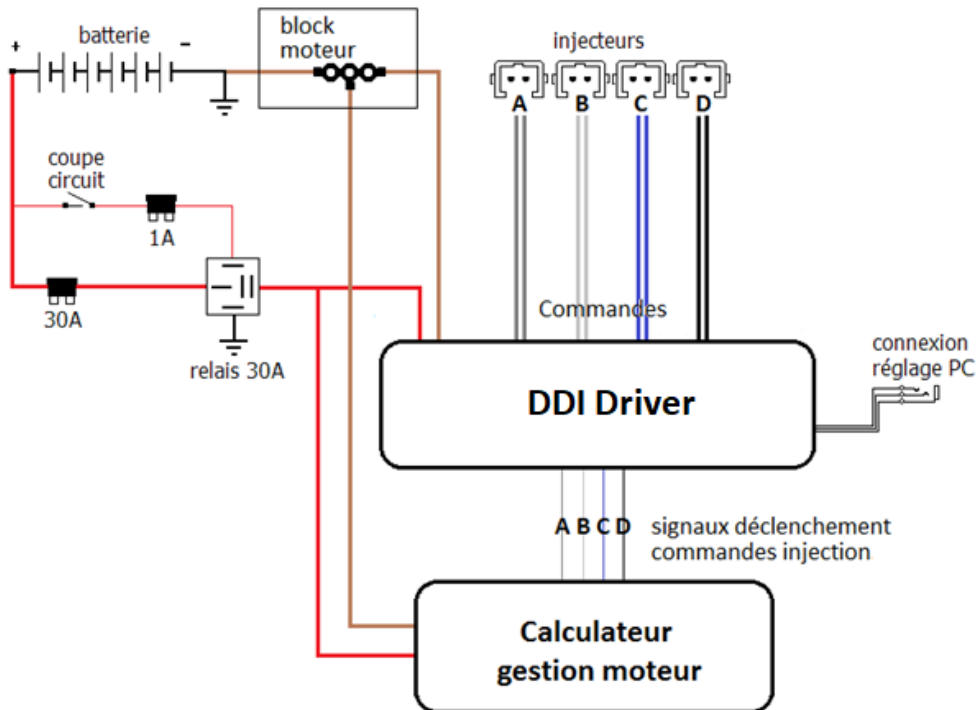 batterie
+
-
block
moteur
injecteurs
A
B
C
D
coupe
circuit
1A
30A
relais 30A
Commandes
connexion
réglage PC
DDI Driver
A B C D
signaux déclenchement
commandes injection
Calculateur
gestion moteur